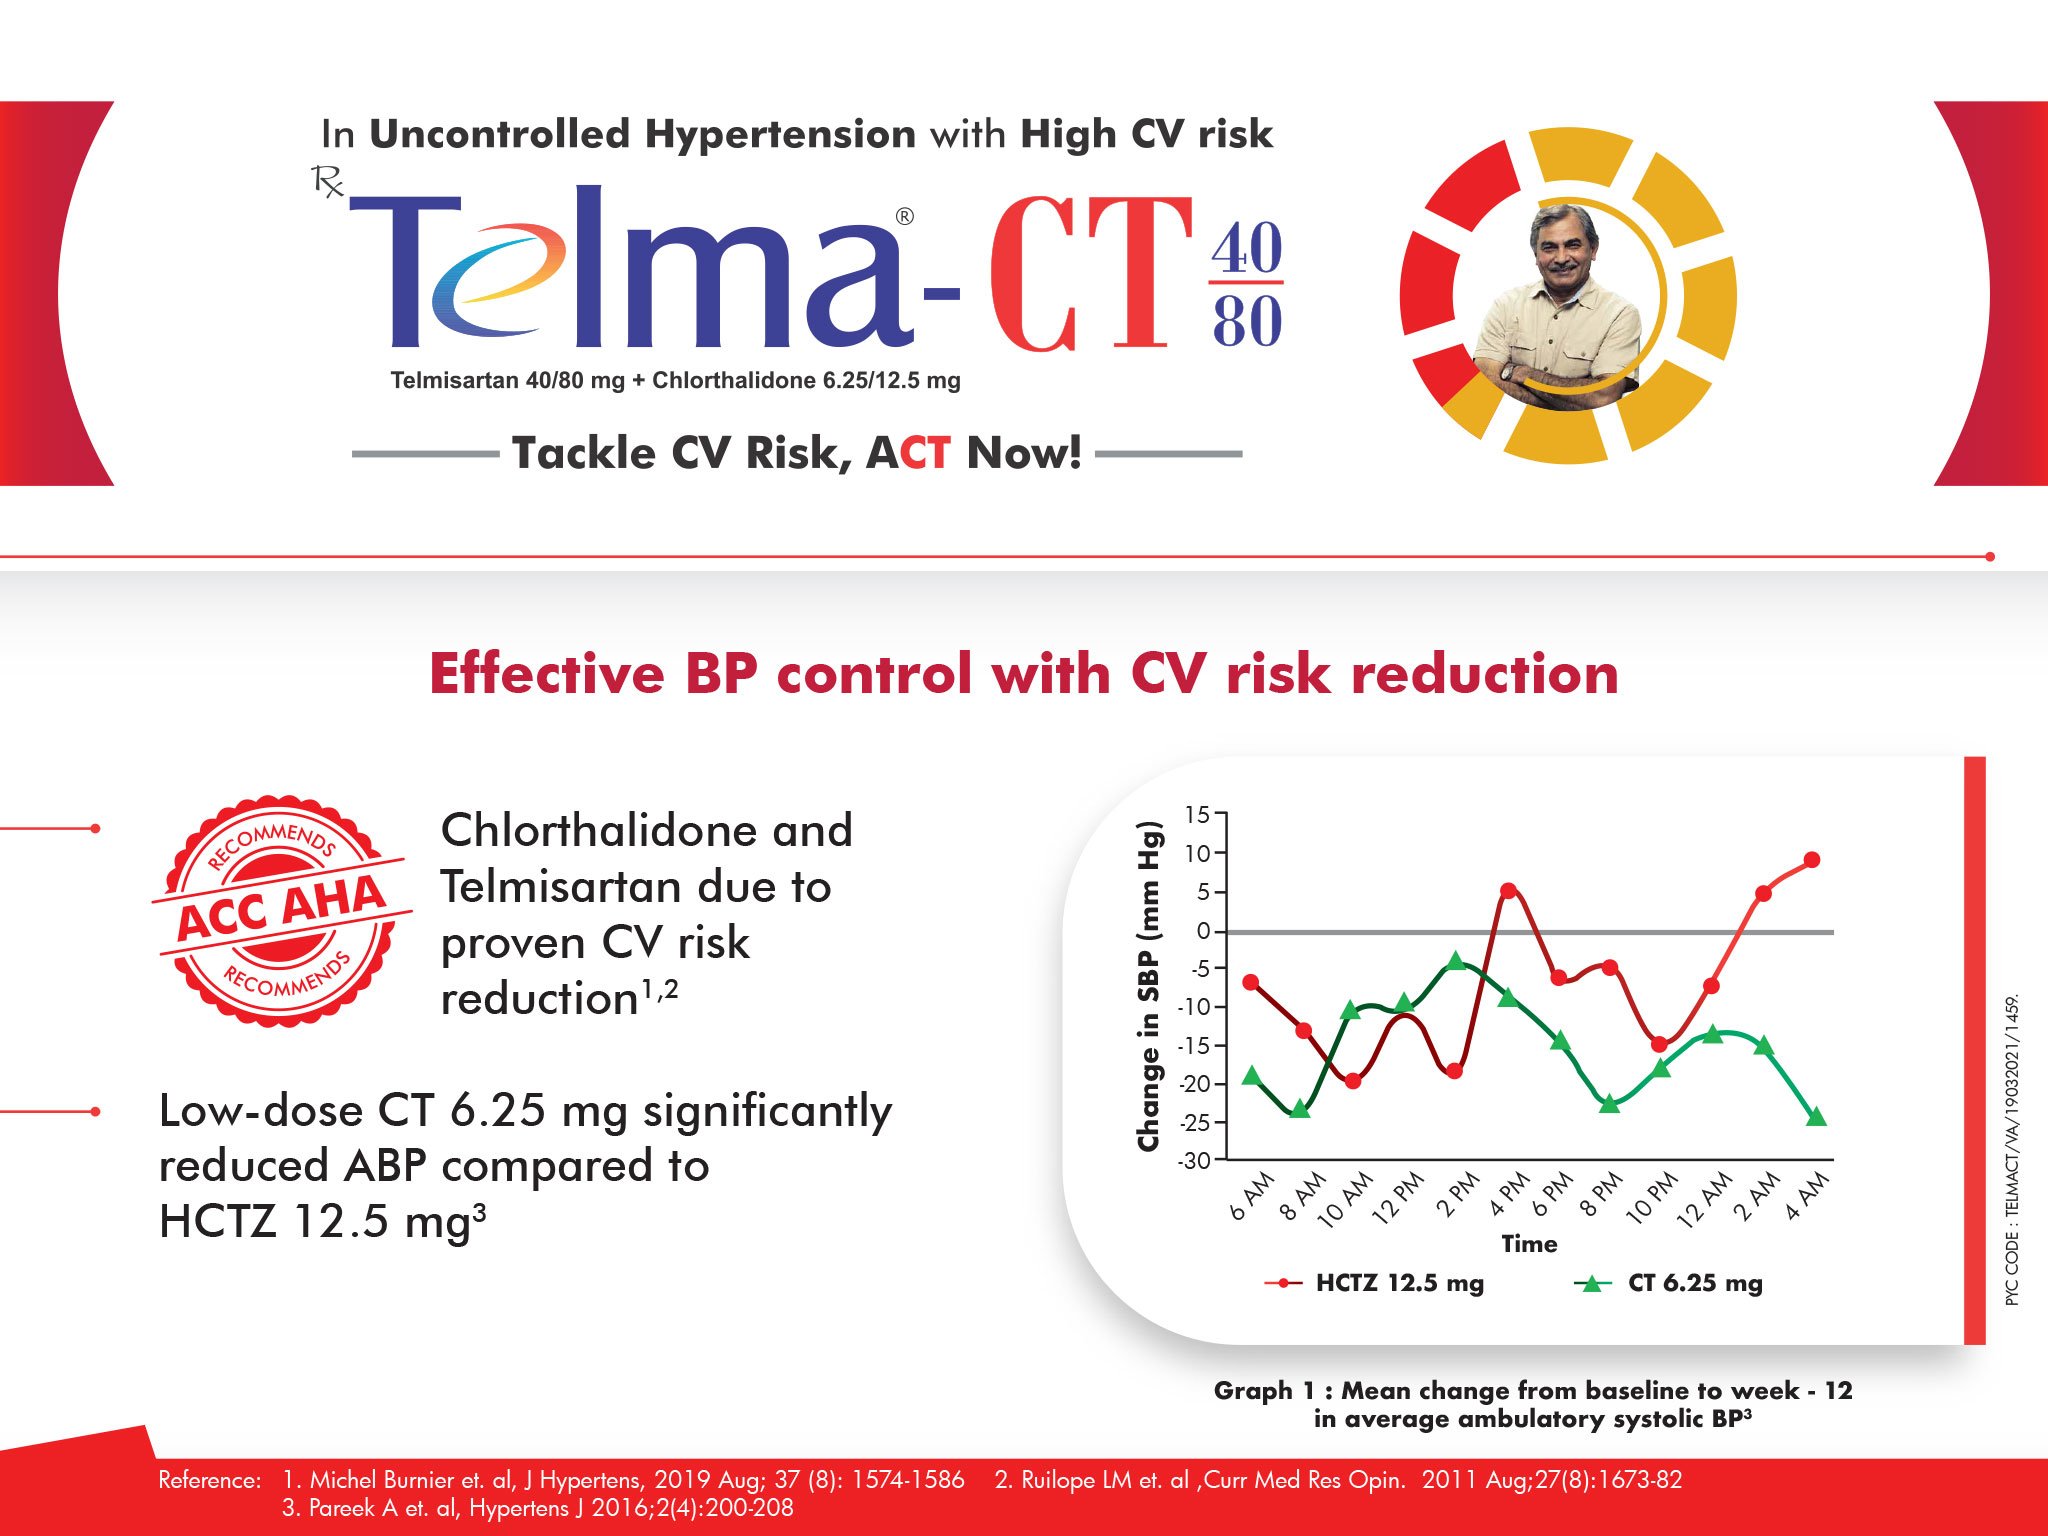 In Uncontrolled Hypertension with High CV risk
Rx
Telma®-CT 40/80
Telmisartan 40/80 mg + Chlorthalidone 6.25/12.5 mg
Tackle CV Risk, ACT Now!
Effective BP control with CV risk reduction
RECOMMENDS
ACC AHA
RECOMMENDS
Chlorthalidone and
Telmisartan due to
proven CV risk
reduction1,2
Low-dose CT 6.25 mg significantly
reduced ABP compared to
HCTZ 12.5 mg3
Change in SBP (mm Hg)
15
10
5
0
-5
-10
-15
-20
-25
-30
6 AM 8 AM 10 AM 12 PM 2 PM 4 PM 6 PM 8 PM 10 PM 12 AM 2 AM 4 AM
Time
HCTZ 12.5 mg CT 6.25 mg
Graph 1 : Mean change from baseline to week - 12
in average ambulatory systolic BP3
PYC CODE : TELMACT/VA/19032021/1459.
Reference: 1. Michel Burnier et. al, J Hypertens, 2019 Aug; 37 (8): 1574-1586 2. Ruilope LM et. al ,Curr Med Res Opin. 2011 Aug;27(8):1673-82
3. Pareek A et. al, Hypertens J 2016;2(4):200-208